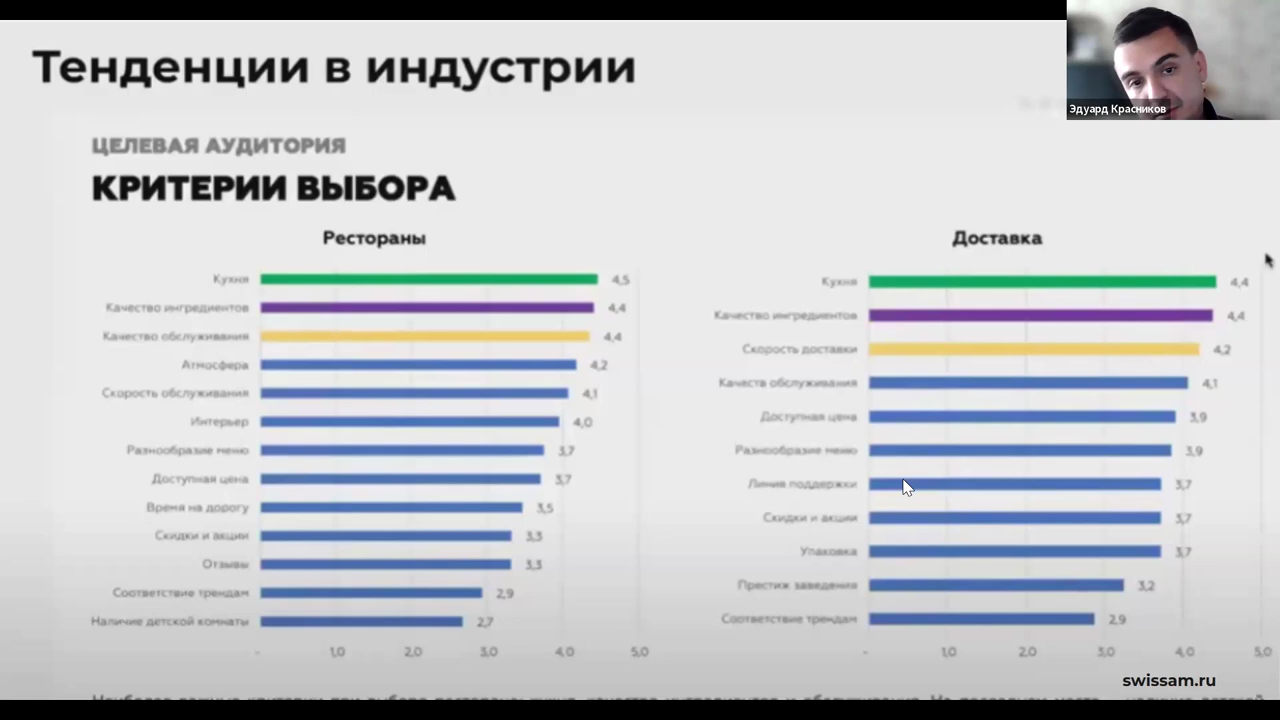 Тенденции в индустрии
Эдуард Красников
ЦЕЛЕВАЯ АУДИТОРИЯ
КРИТЕРИИ ВЫБОРА
Рестораны
Кухня 4,5
Качество ингредиентов 4,4
Качество обслуживания 4,4
Атмосфера 4,2
Скорость обслуживания 4,1
Интерьер 4,0
Разнообразие меню 3,7
Доступная цена 3,7
Время на дорогу 3,5
Скидки и акции 3,3
Отзывы 3,3
Соответствие трендам 2,9
Наличие детской комнаты 2,7
- 1,0 2,0 3,0 4,0 5,0
Доставка
Кухня 4,4
Качество ингредиентов 4,4
Скорость доставки 4,2
Качеств обслуживания 4,1
Доступная цена 3,9
Разнообразие меню 3,9
Линия поддержки 3,7
Скидки и акции 3,7
Упаковка 3,7
Престиж заведения 3,2
Соответствие трендам 2,9
- 1,0 2,0 3,0 4,0 5,0
swissam.ru